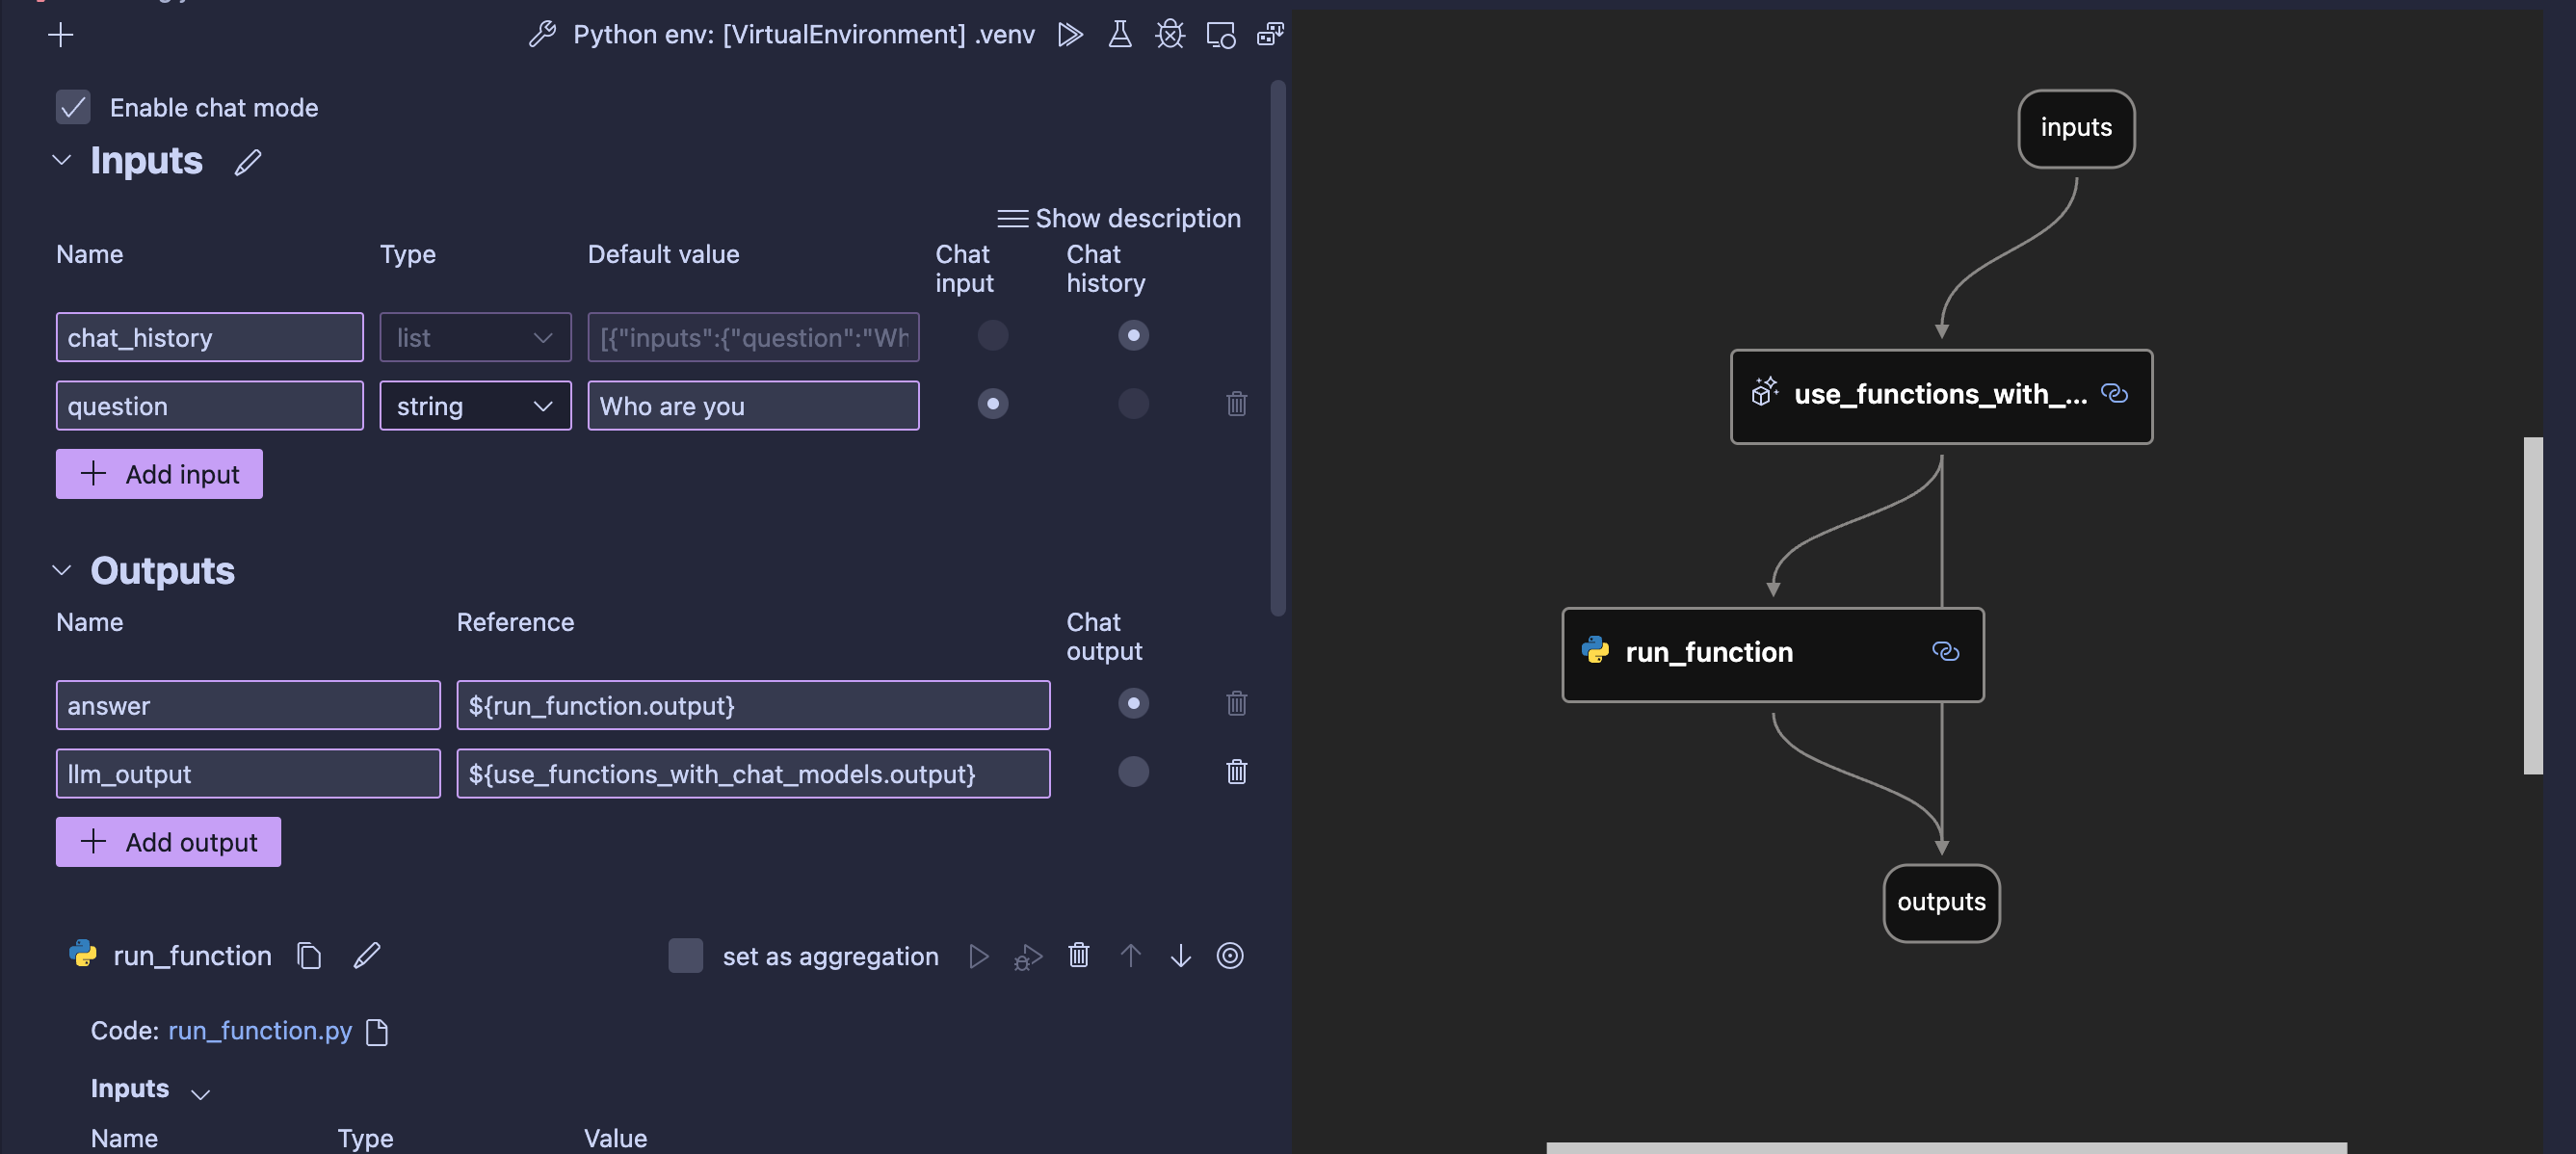 Python env: [VirtualEnvironment] .venv
Enable chat mode
Inputs
Show description
Name Type Default value Chat input Chat history
chat_history list [{"inputs":{"question":"Wh
question string Who are you
Add input
Outputs
Name Reference Chat output
answer ${run_function.output}
llm_output ${use_functions_with_chat_models.output}
Add output
run_function set as aggregation
Code: run_function.py
Inputs
Name Type Value
inputs
use_functions_with_...
run_function
outputs